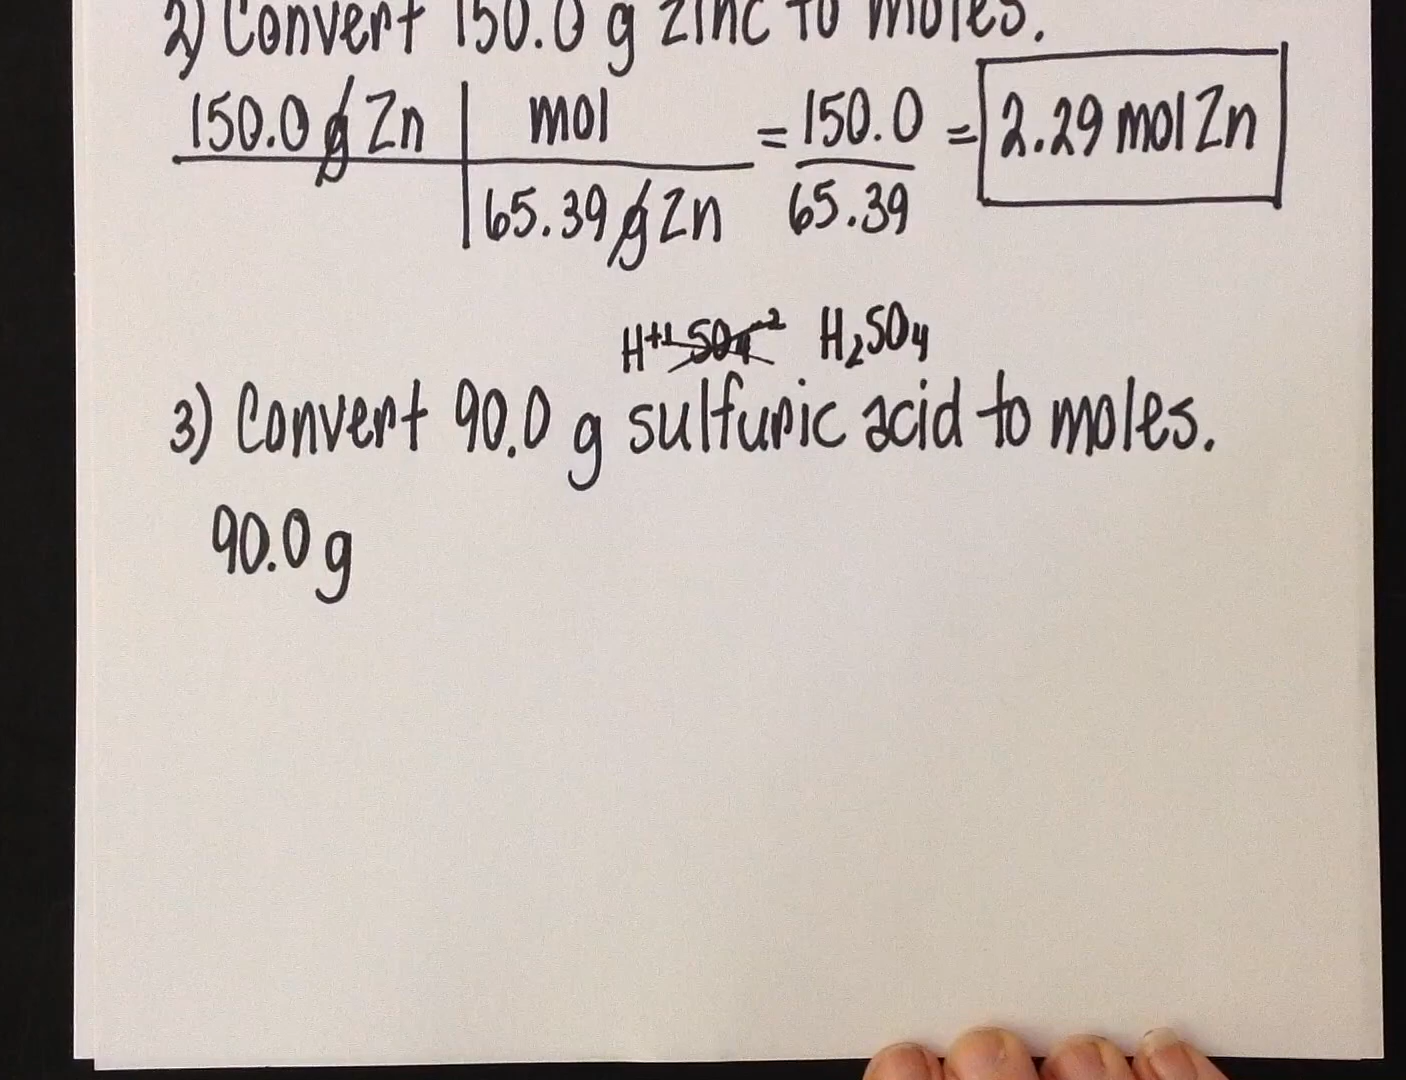 2) Convert 150.0 g zinc to moles.
150.0 g Zn | mol = 150.0 = 2.29 mol Zn
65.39 g Zn 65.39
H+1 SO4-2 H2SO4
3) Convert 90.0 g sulfuric acid to moles.
90.0 g